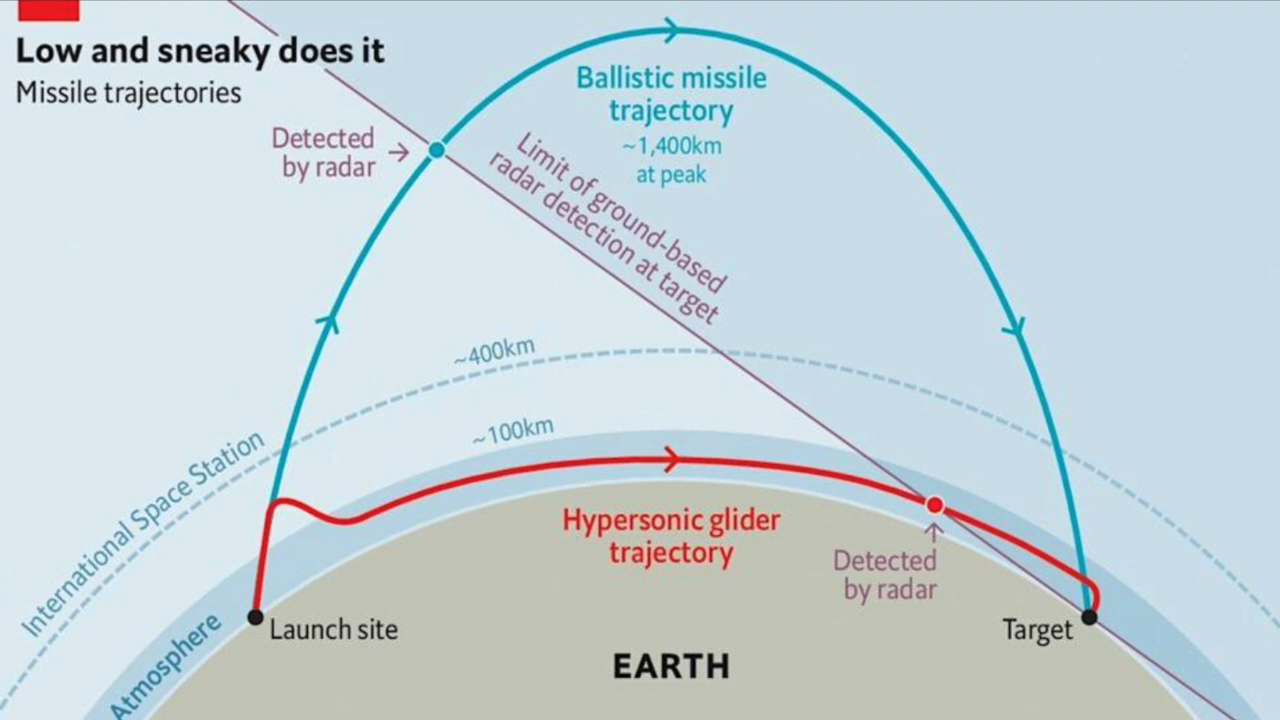 Low and sneaky does it
Missile trajectories
Ballistic missile
trajectory
~1,400km
at peak
Detected
by radar
Limit of ground-based
radar detection at target
~400km
~100km
International Space Station
Hypersonic glider
trajectory
Detected
by radar
Launch site
Target
Atmosphere
EARTH